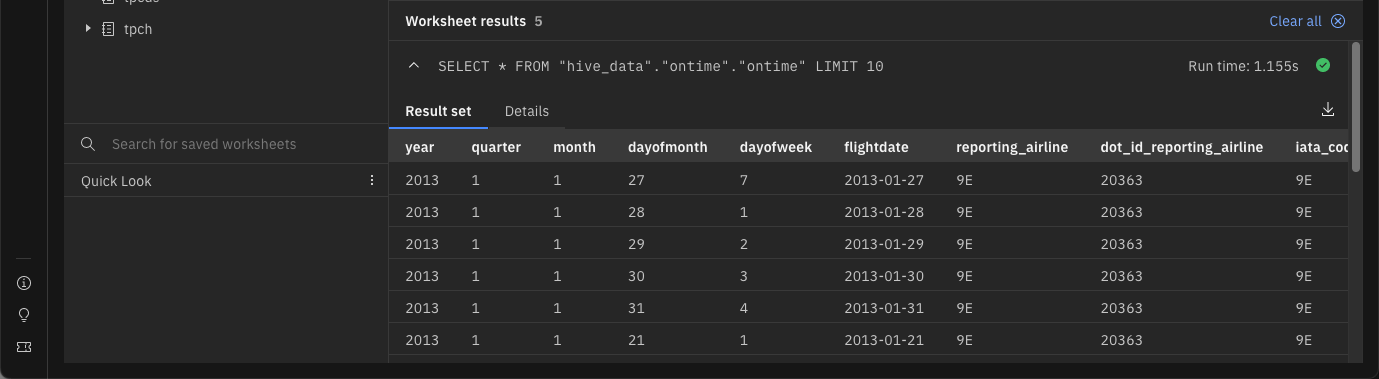 tpch
Search for saved worksheets
Quick Look
Worksheet results 5
Clear all
SELECT * FROM "hive_data"."ontime"."ontime" LIMIT 10
Run time: 1.155s
Result set Details
year quarter month dayofmonth dayofweek flightdate reporting_airline dot_id_reporting_airline iata_co
2013 1 1 27 7 2013-01-27 9E 20363 9E
2013 1 1 28 1 2013-01-28 9E 20363 9E
2013 1 1 29 2 2013-01-29 9E 20363 9E
2013 1 1 30 3 2013-01-30 9E 20363 9E
2013 1 1 31 4 2013-01-31 9E 20363 9E
2013 1 1 21 1 2013-01-21 9E 20363 9E